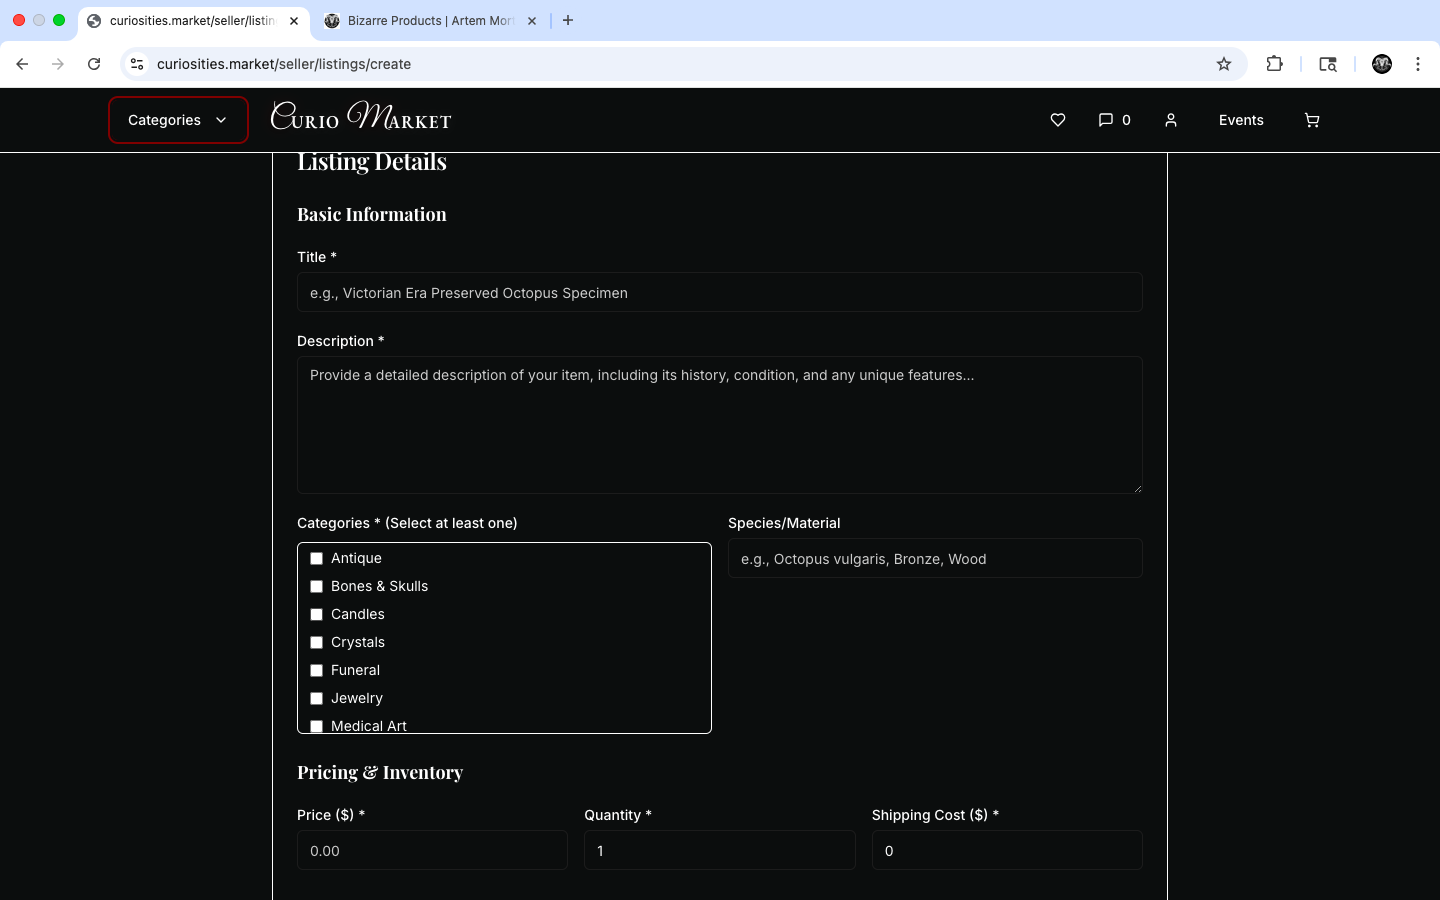 curiosities.market/seller/listin
Bizarre Products | Artem Mor
curiosities.market/seller/listings/create
Categories
Curio Market
0
Events
Listing Details
Basic Information
Title *
e.g., Victorian Era Preserved Octopus Specimen
Description *
Provide a detailed description of your item, including its history, condition, and any unique features...
Categories * (Select at least one)
Species/Material
Antique
e.g., Octopus vulgaris, Bronze, Wood
Bones & Skulls
Candles
Crystals
Funeral
Jewelry
Medical Art
Pricing & Inventory
Price ($) *
Quantity *
Shipping Cost ($) *
0.00
1
0